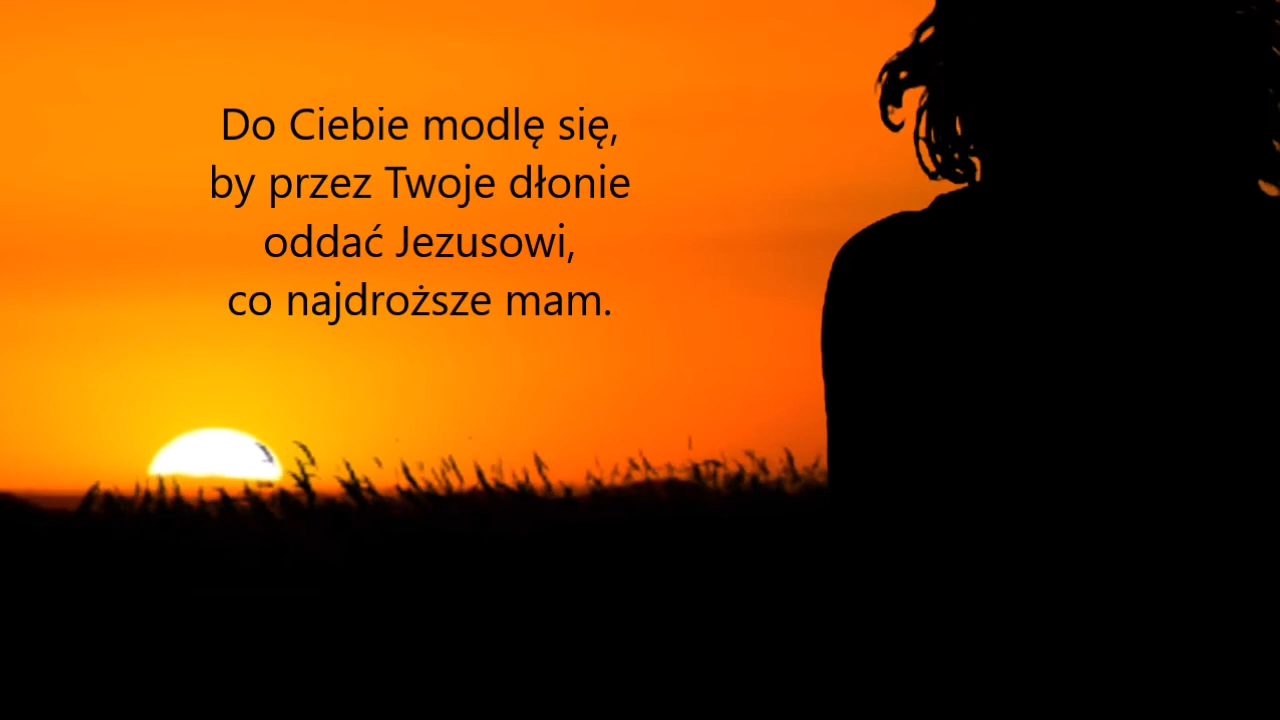 Do Ciebie modlę się,
by przez Twoje dłonie
oddać Jezusowi,
co najdroższe mam.